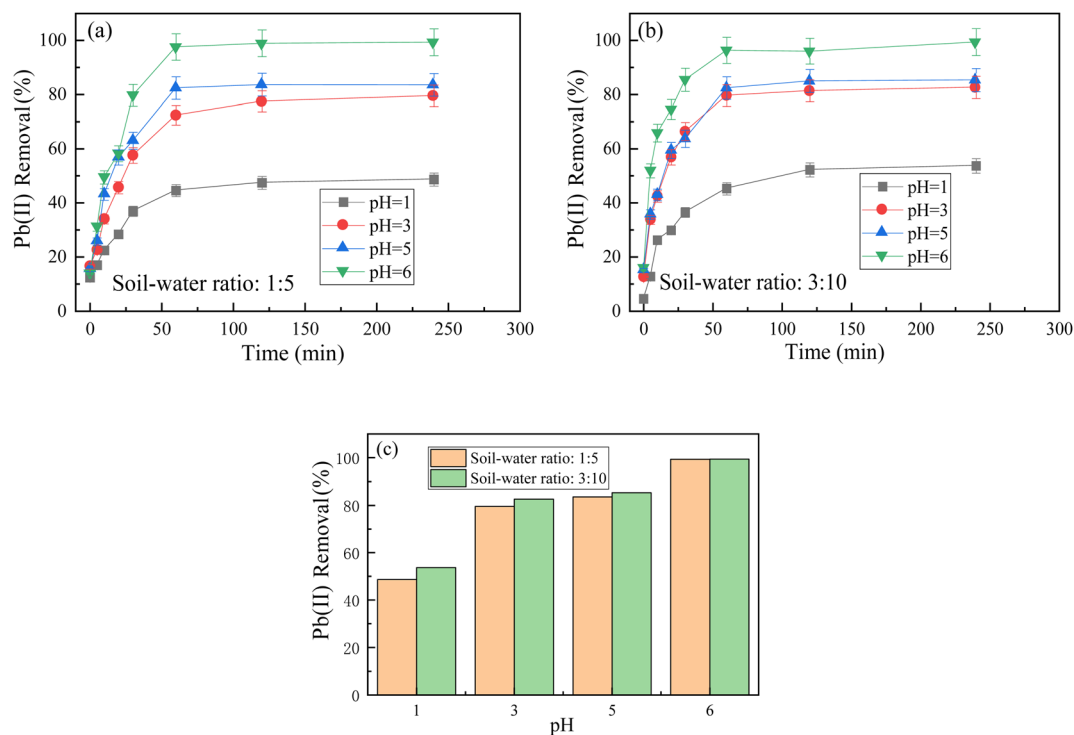 (a)
100
80
60
40
20
0
Pb(II) Removal(%)
pH=1
pH=3
pH=5
pH=6
Soil-water ratio: 1:5
0 50 100 150 200 250 300
Time (min)
(b)
100
80
60
40
20
0
Pb(II) Removal(%)
pH=1
pH=3
pH=5
pH=6
Soil-water ratio: 3:10
0 50 100 150 200 250 300
Time (min)
(c)
Soil-water ratio: 1:5
Soil-water ratio: 3:10
100
80
60
40
20
0
Pb(II) Removal(%)
1 3 5 6
pH